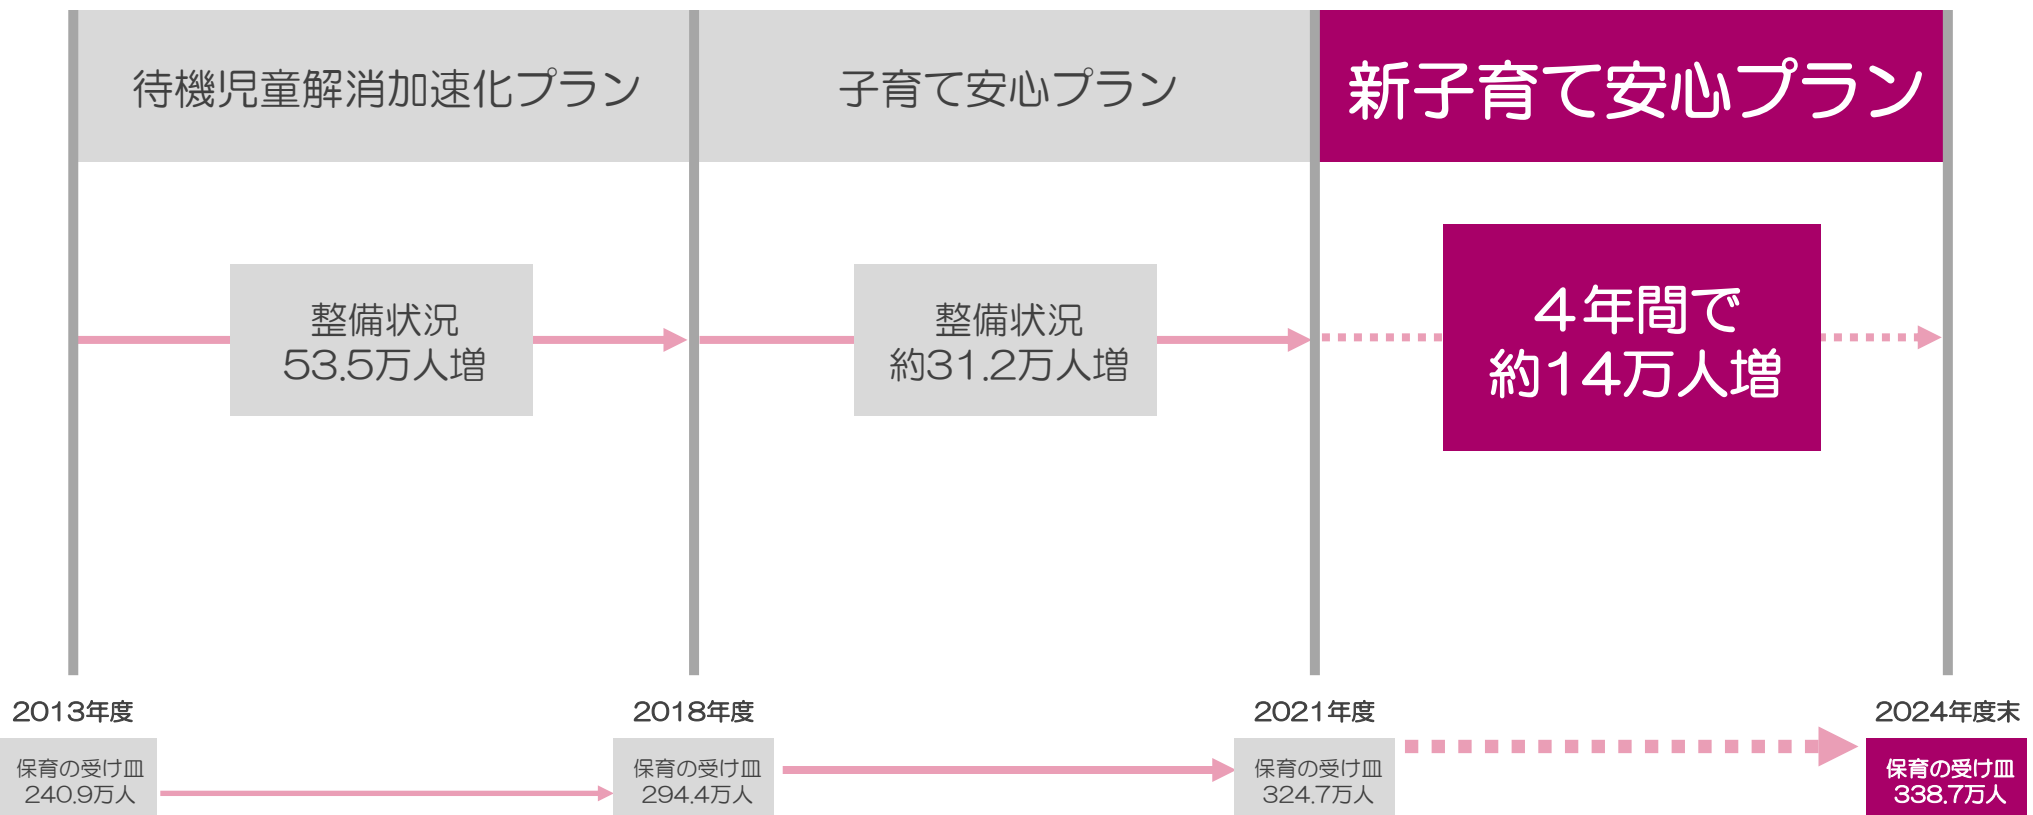 待機児童解消加速化プラン
子育て安心プラン
新子育て安心プラン
整備状況
53.5万人増
整備状況
約31.2万人増
４年間で
約14万人増
2013年度
2018年度
2021年度
2024年度末
保育の受け皿
240.9万人
保育の受け皿
294.4万人
保育の受け皿
324.7万人
保育の受け皿
338.7万人